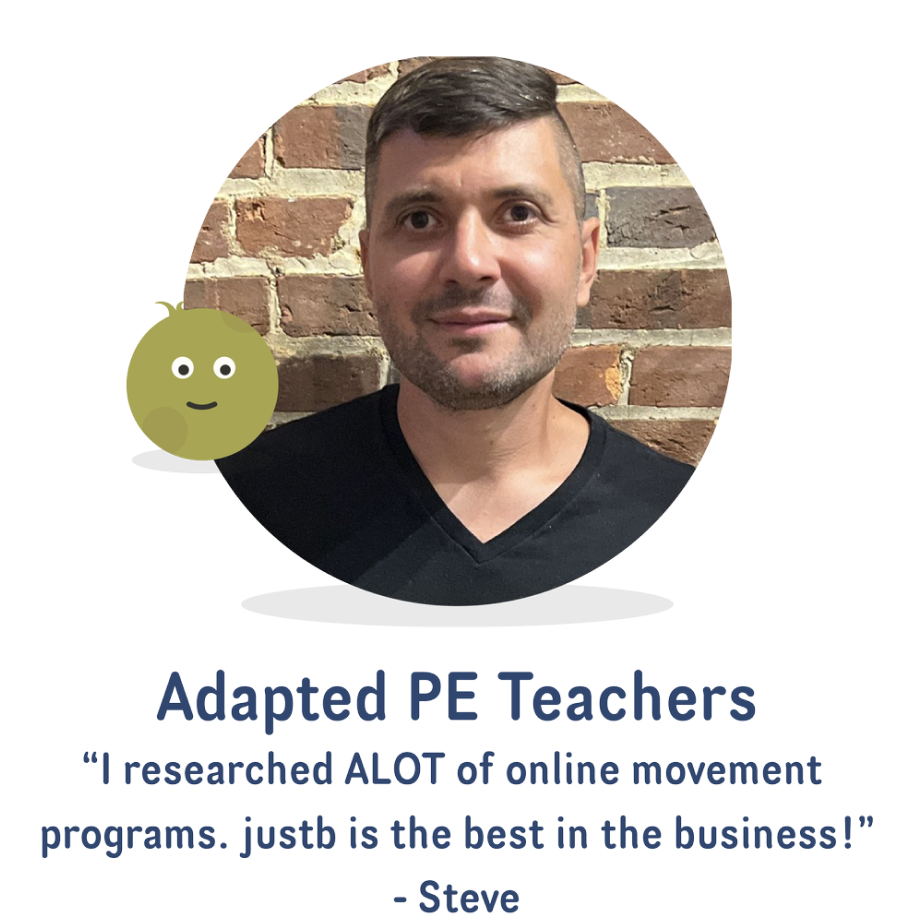 Adapted PE Teachers
“I researched ALOT of online movement
programs. justb is the best in the business!”
- Steve